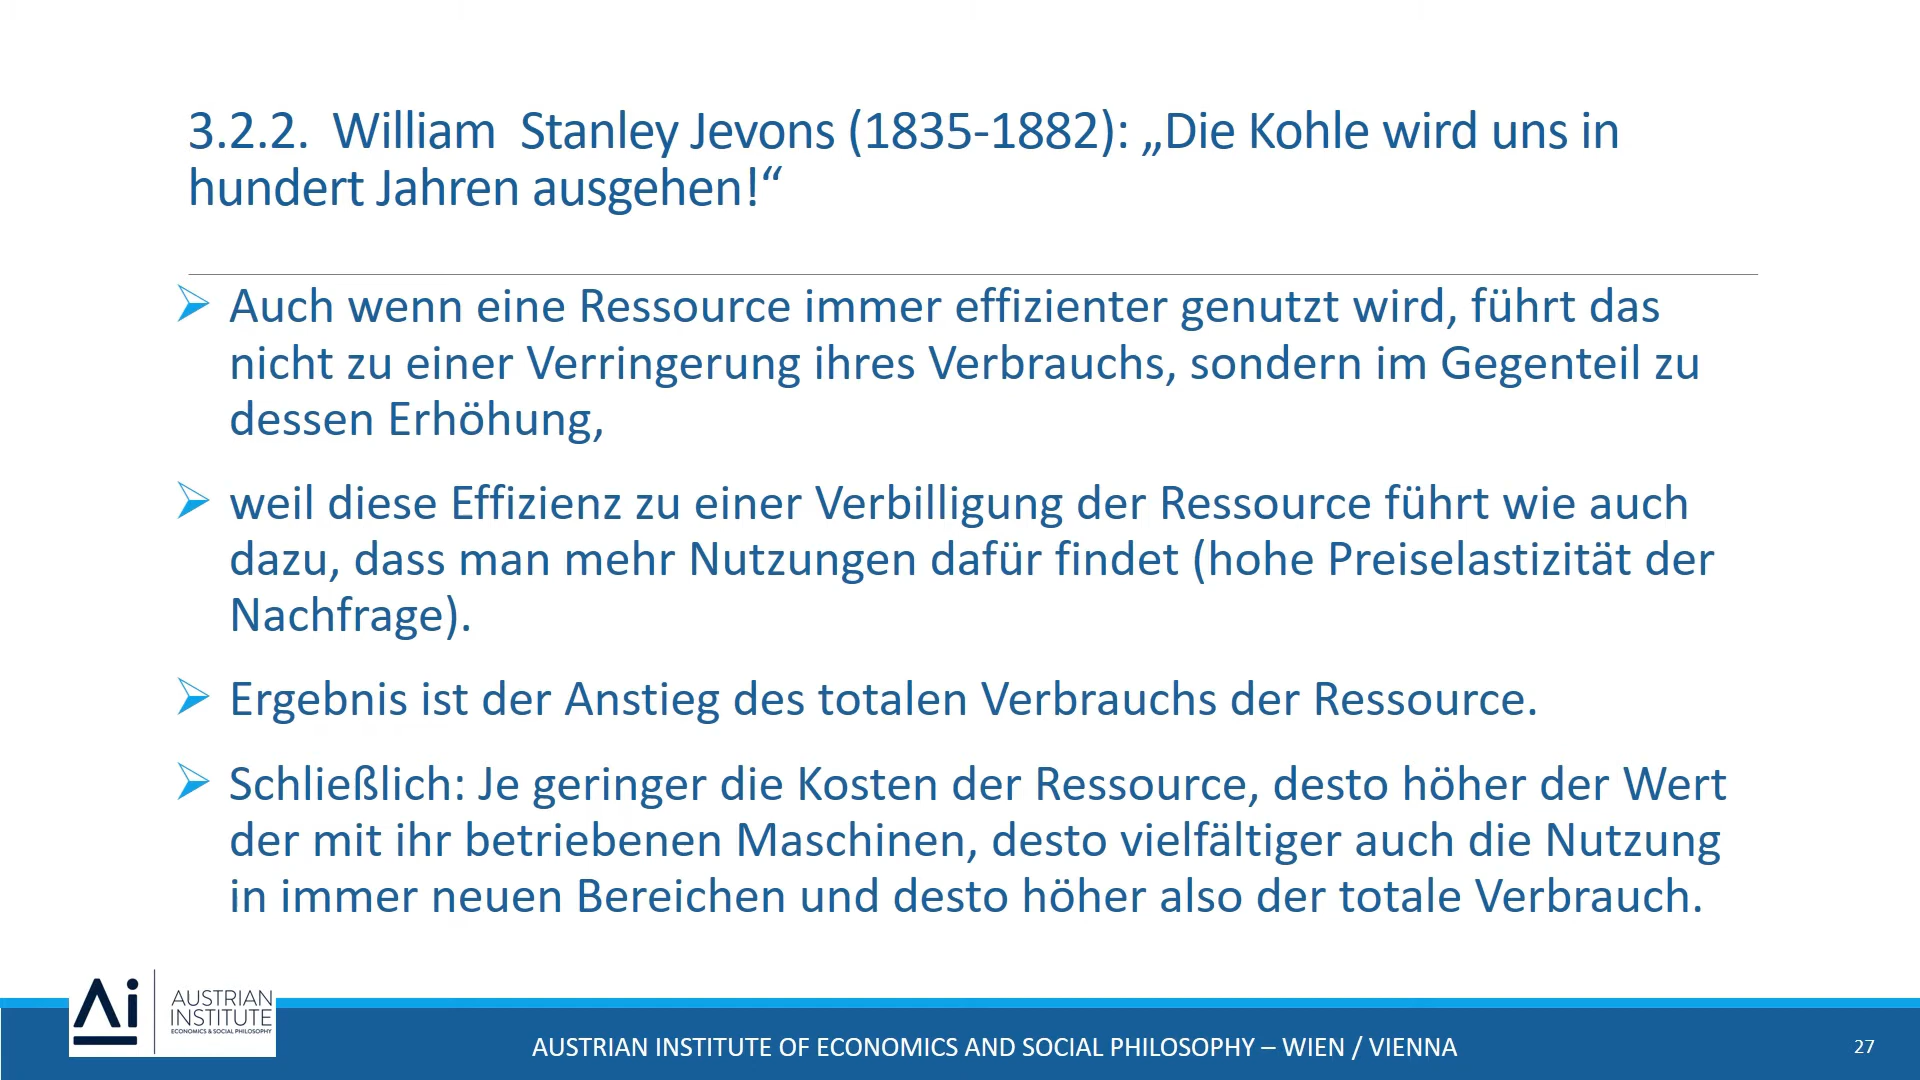 3.2.2. William Stanley Jevons (1835-1882): „Die Kohle wird uns in
hundert Jahren ausgehen!“
Auch wenn eine Ressource immer effizienter genutzt wird, führt das
nicht zu einer Verringerung ihres Verbrauchs, sondern im Gegenteil zu
dessen Erhöhung,
weil diese Effizienz zu einer Verbilligung der Ressource führt wie auch
dazu, dass man mehr Nutzungen dafür findet (hohe Preiselastizität der
Nachfrage).
Ergebnis ist der Anstieg des totalen Verbrauchs der Ressource.
Schließlich: Je geringer die Kosten der Ressource, desto höher der Wert
der mit ihr betriebenen Maschinen, desto vielfältiger auch die Nutzung
in immer neuen Bereichen und desto höher also der totale Verbrauch.
Ai
AUSTRIAN
INSTITUTE
ECONOMICS & SOCIAL PHILOSOPHY
AUSTRIAN INSTITUTE OF ECONOMICS AND SOCIAL PHILOSOPHY – WIEN / VIENNA
27